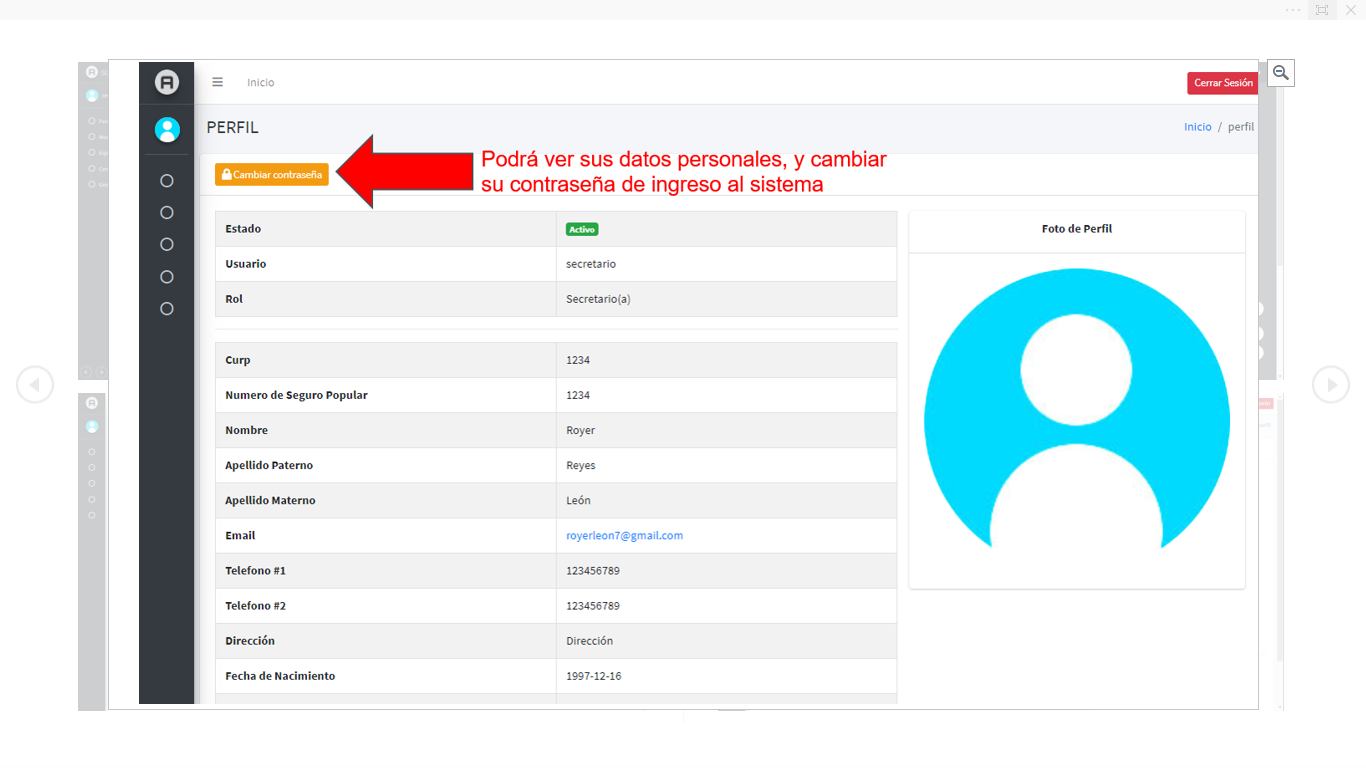 Inicio
Cerrar Sesión
PERFIL
Inicio / perfil
Cambiar contraseña
Podrá ver sus datos personales, y cambiar
su contraseña de ingreso al sistema
Estado Activo
Usuario secretario
Rol Secretario(a)
Curp 1234
Numero de Seguro Popular 1234
Nombre Royer
Apellido Paterno Reyes
Apellido Materno León
Email royerleon7@gmail.com
Telefono #1 123456789
Telefono #2 123456789
Dirección Dirección
Fecha de Nacimiento 1997-12-16
Foto de Perfil